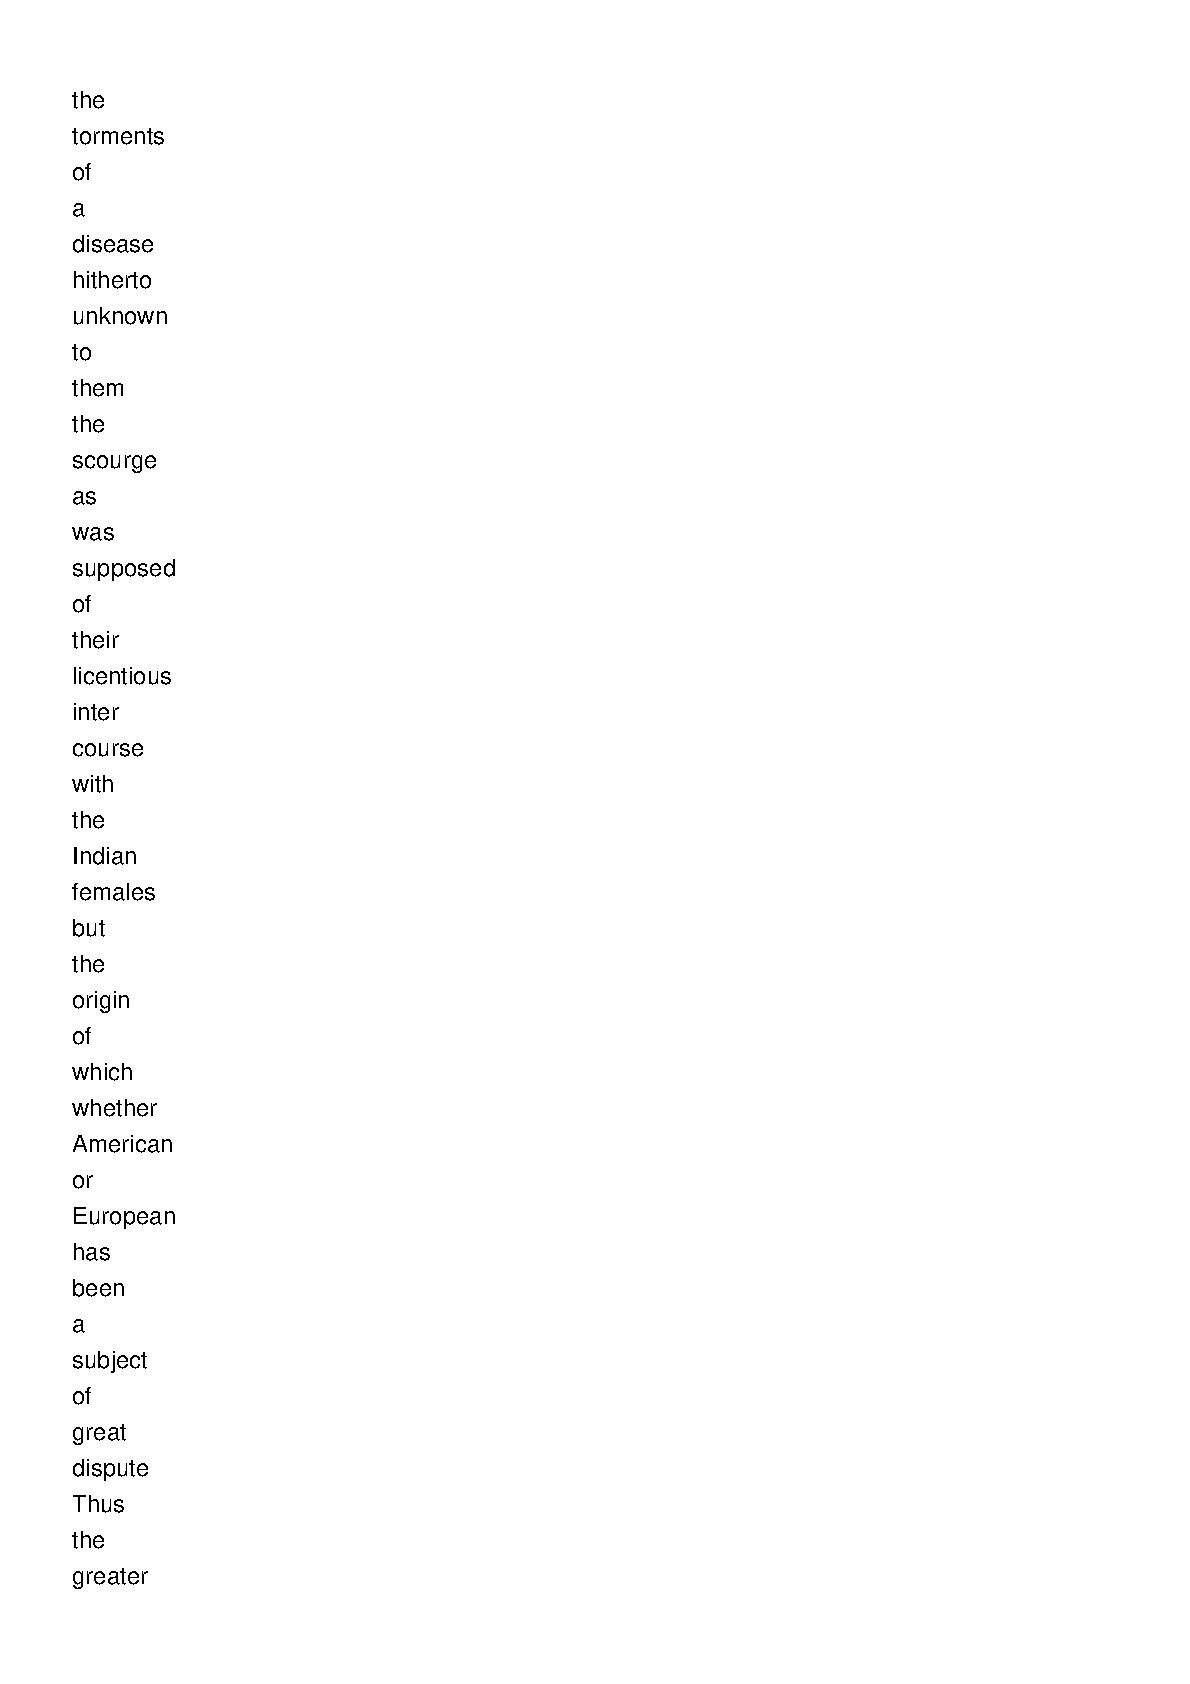 the
torments
of
a
disease
hitherto
unknown
to
them
the
scourge
as
was
supposed
of
their
licentious
inter
course
with
the
Indian
females
but
the
origin
of
which
whether
American
or
European
has
been
a
subject
of
great
dispute
Thus
the
greater